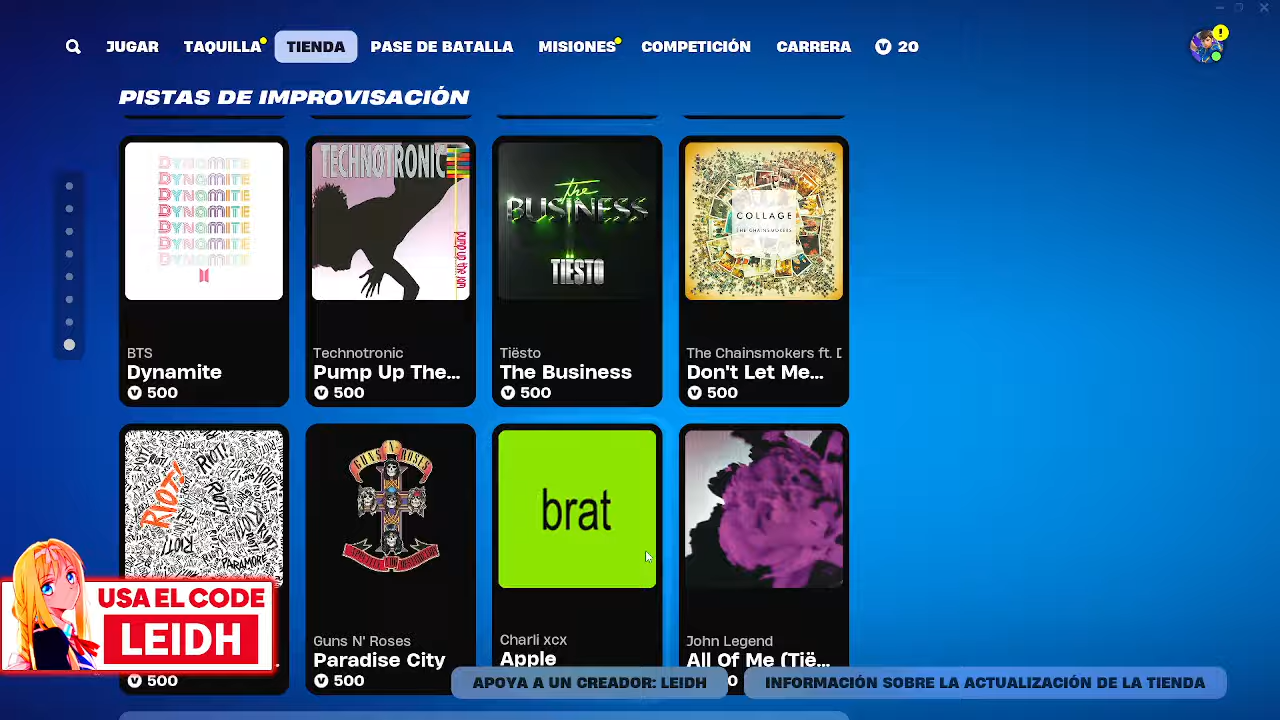 JUGAR
TAQUILLA
TIENDA
PASE DE BATALLA
MISIONES
COMPETICIÓN
CARRERA
20
PISTAS DE IMPROVISACIÓN
DYNAMITE
DYNAMITE
DYNAMITE
DYNAMITE
DYNAMITE
DYNAMITE
DYNAMITE
TECHNOTRONIC
pump up the jam
the
BUSINESS
TIËSTO
COLLAGE
THE CHAINSMOKERS
BTS
Dynamite
500
Technotronic
Pump Up The...
500
Tiësto
The Business
500
The Chainsmokers ft. D
Don't Let Me...
500
RIOT!
RIOT!
RIOT!
RIOT!
PARAMORE
GUNS N' ROSES
brat
USA EL CODE
LEIDH
500
Guns N' Roses
Paradise City
500
Charli xcx
Apple
John Legend
All Of Me (Tië...
APOYA A UN CREADOR: LEIDH
INFORMACIÓN SOBRE LA ACTUALIZACIÓN DE LA TIENDA